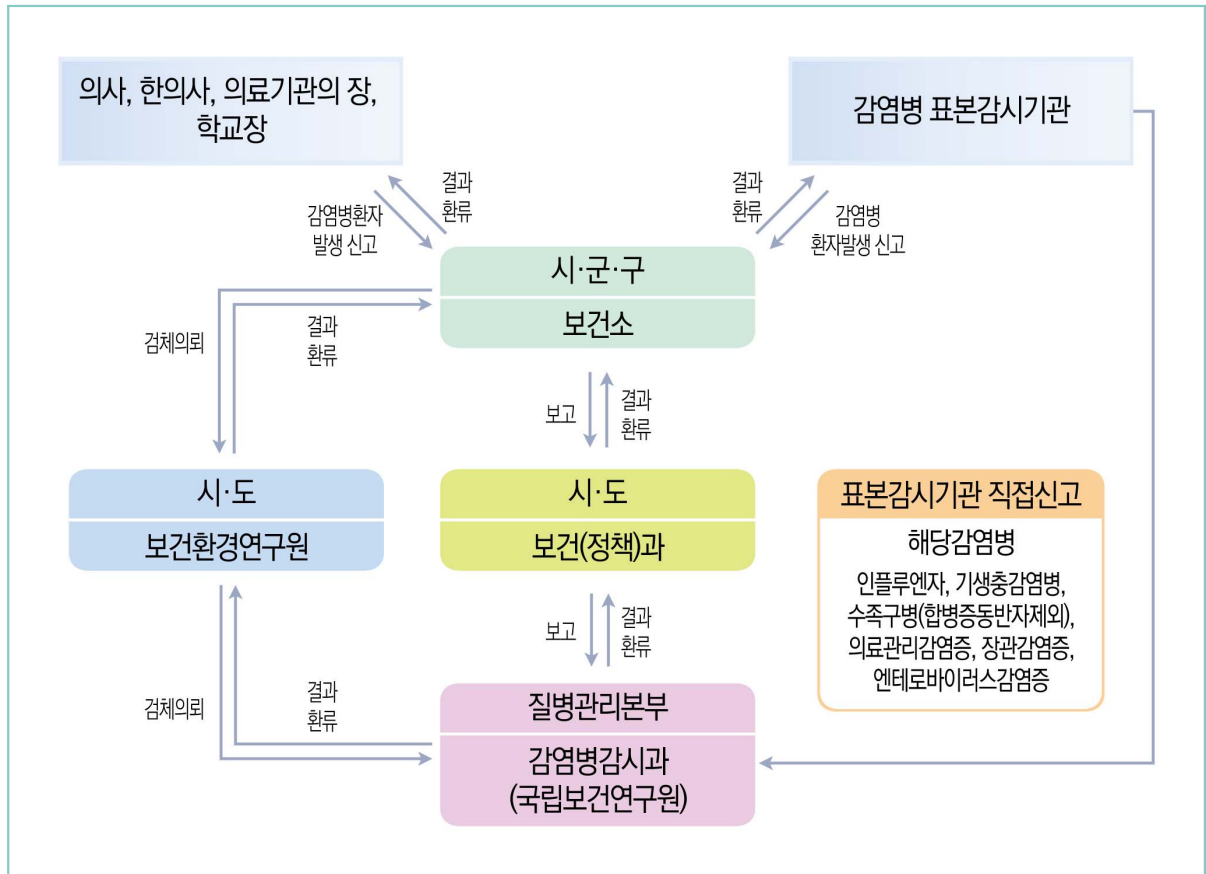 의사, 한의사, 의료기관의 장,
학교장
감염병 표본감시기관
감염병환자
발생 신고
결과
환류
결과
환류
감염병
환자발생 신고
시·군·구
보건소
검체의뢰
결과
환류
보고
결과
환류
시·도
보건환경연구원
시·도
보건(정책)과
표본감시기관 직접신고
해당감염병
인플루엔자, 기생충감염병,
수족구병(합병증동반자제외),
의료관리감염증, 장관감염증,
엔테로바이러스감염증
보고
결과
환류
검체의뢰
결과
환류
질병관리본부
감염병감시과
(국립보건연구원)